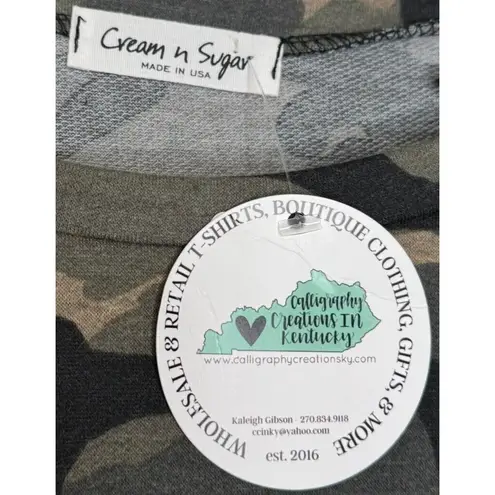 Cream n Sugar
MADE IN USA
WHOLESALE & RETAIL T-SHIRTS, BOUTIQUE CLOTHING, GIFTS, & MORE
Calligraphy
Creations IN
Kentucky
www.calligraphycreationsky.com
Kaleigh Gibson · 270.834.9118
ccinky@yahoo.com
est. 2016